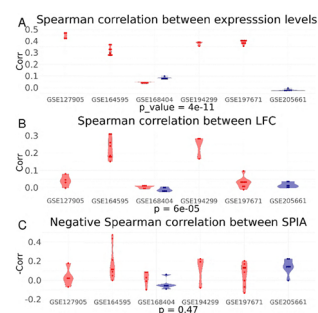 A Spearman correlation between expresssion levels
0.5
0.4
0.3
0.2
0.1
0.0
Corr
GSE127905 GSE164595 GSE168404 GSE194299 GSE197671 GSE205661
p_value = 4e-11
B Spearman correlation between LFC
0.3
0.2
0.1
0.0
Corr
GSE127905 GSE164595 GSE168404 GSE194299 GSE197671 GSE205661
p = 6e-05
C Negative Spearman correlation between SPIA
0.4
0.2
0.0
-0.2
-Corr
GSE127905 GSE164595 GSE168404 GSE194299 GSE197671 GSE205661
p = 0.47